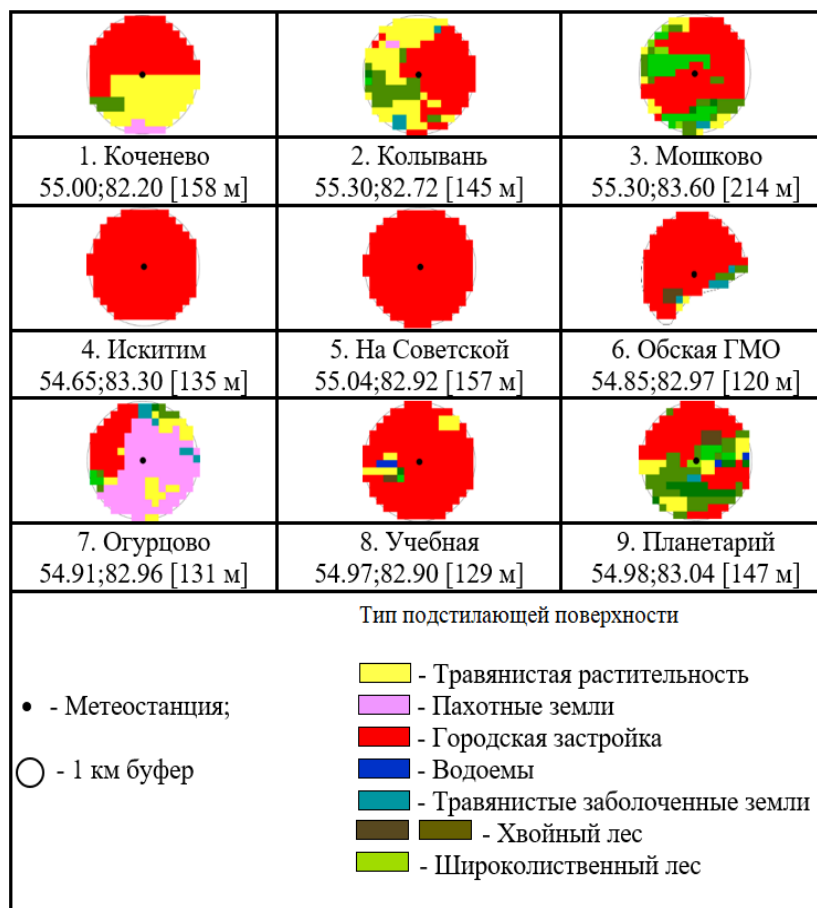 1. Коченево
55.00;82.20 [158 м]
2. Колывань
55.30;82.72 [145 м]
3. Мошково
55.30;83.60 [214 м]
4. Искитим
54.65;83.30 [135 м]
5. На Советской
55.04;82.92 [157 м]
6. Обская ГМО
54.85;82.97 [120 м]
7. Огурцово
54.91;82.96 [131 м]
8. Учебная
54.97;82.90 [129 м]
9. Планетарий
54.98;83.04 [147 м]
- Метеостанция;
- 1 км буфер
Тип подстилающей поверхности
- Травянистая растительность
- Пахотные земли
- Городская застройка
- Водоемы
- Травянистые заболоченные земли
- Хвойный лес
- Широколиственный лес